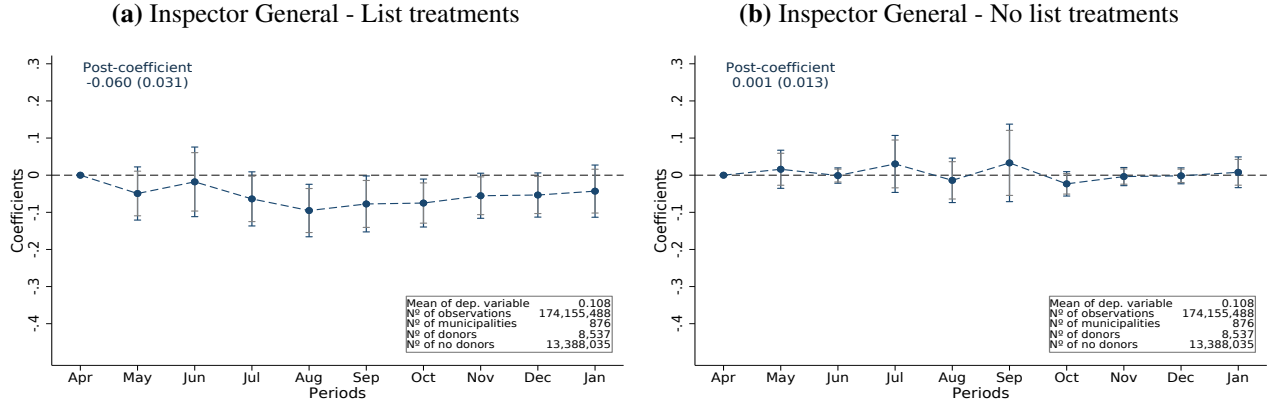 (a) Inspector General - List treatments
Post-coefficient
-0.060 (0.031)
Coefficients
.3
.2
.1
0
-.1
-.2
-.3
-.4
Mean of dep. variable 0.108
Nº of observations 174,155,488
Nº of municipalities 876
Nº of donors 8,537
Nº of no donors 13,388,035
Apr May Jun Jul Aug Sep Oct Nov Dec Jan
Periods
(b) Inspector General - No list treatments
Post-coefficient
0.001 (0.013)
Coefficients
.3
.2
.1
0
-.1
-.2
-.3
-.4
Mean of dep. variable 0.108
Nº of observations 174,155,488
Nº of municipalities 876
Nº of donors 8,537
Nº of no donors 13,388,035
Apr May Jun Jul Aug Sep Oct Nov Dec Jan
Periods